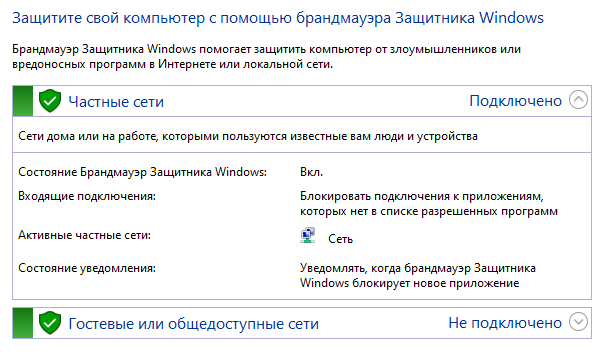 Защитите свой компьютер с помощью брандмауэра Защитника Windows
Брандмауэр Защитника Windows помогает защитить компьютер от злоумышленников или
вредоносных программ в Интернете или локальной сети.
Частные сети Подключено
Сети дома или на работе, которыми пользуются известные вам люди и устройства
Состояние Брандмауэр Защитника Windows: Вкл.
Входящие подключения: Блокировать подключения к приложениям,
которых нет в списке разрешенных программ
Активные частные сети: Сеть
Состояние уведомления: Уведомлять, когда брандмауэр Защитника
Windows блокирует новое приложение
Гостевые или общедоступные сети Не подключено